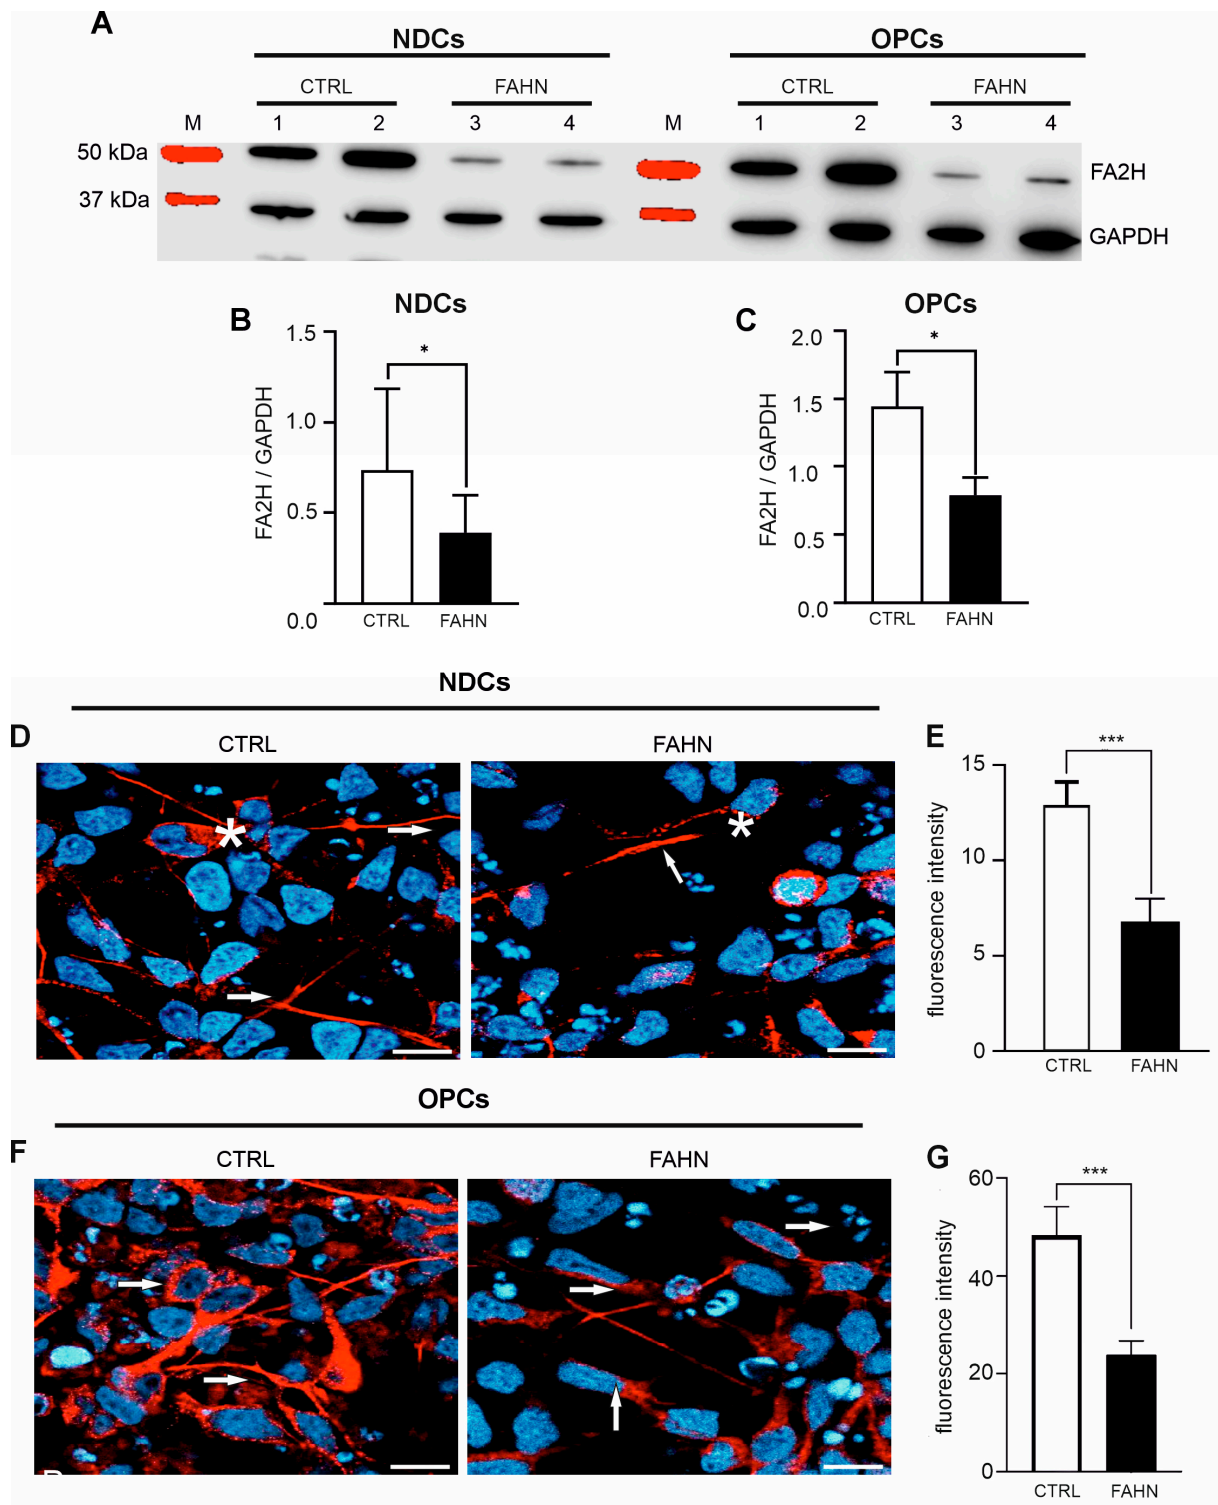 A
NDCs
OPCs
CTRL
FAHN
CTRL
FAHN
M
1
2
3
4
M
1
2
3
4
50 kDa
37 kDa
FA2H
GAPDH
B
NDCs
FA2H / GAPDH
1.5
*
1.0
0.5
0.0
CTRL
FAHN
C
OPCs
FA2H / GAPDH
2.0
*
1.5
1.0
0.5
0.0
CTRL
FAHN
NDCs
D
CTRL
FAHN
*
*
E
***
fluorescence intensity
15
10
5
0
CTRL
FAHN
OPCs
F
CTRL
FAHN
G
***
fluorescence intensity
60
40
20
0
CTRL
FAHN